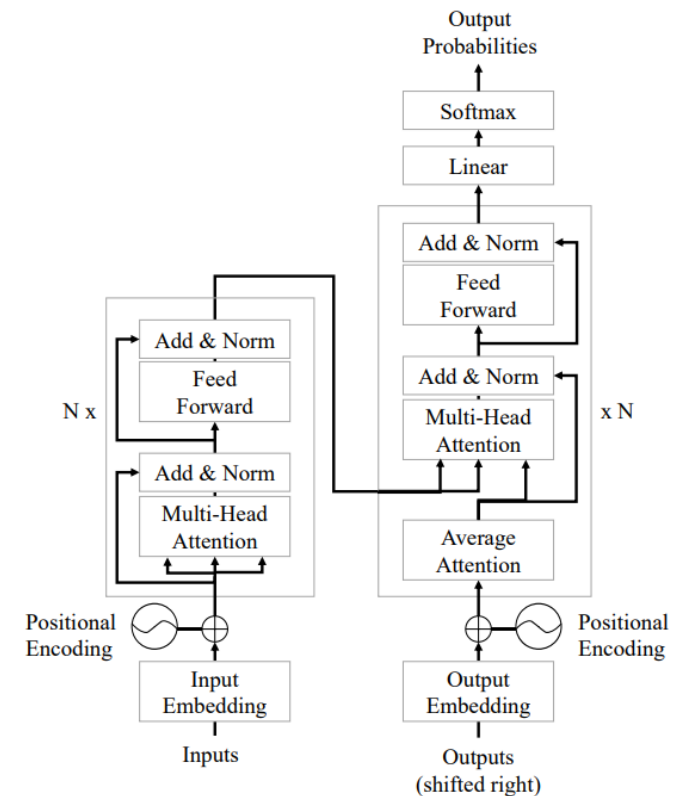 Output
Probabilities
Softmax
Linear
Add & Norm
Feed
Forward
Add & Norm
Multi-Head
Attention
Average
Attention
x N
Positional
Encoding
Output
Embedding
Outputs
(shifted right)
Add & Norm
Feed
Forward
N x
Add & Norm
Multi-Head
Attention
Positional
Encoding
Input
Embedding
Inputs